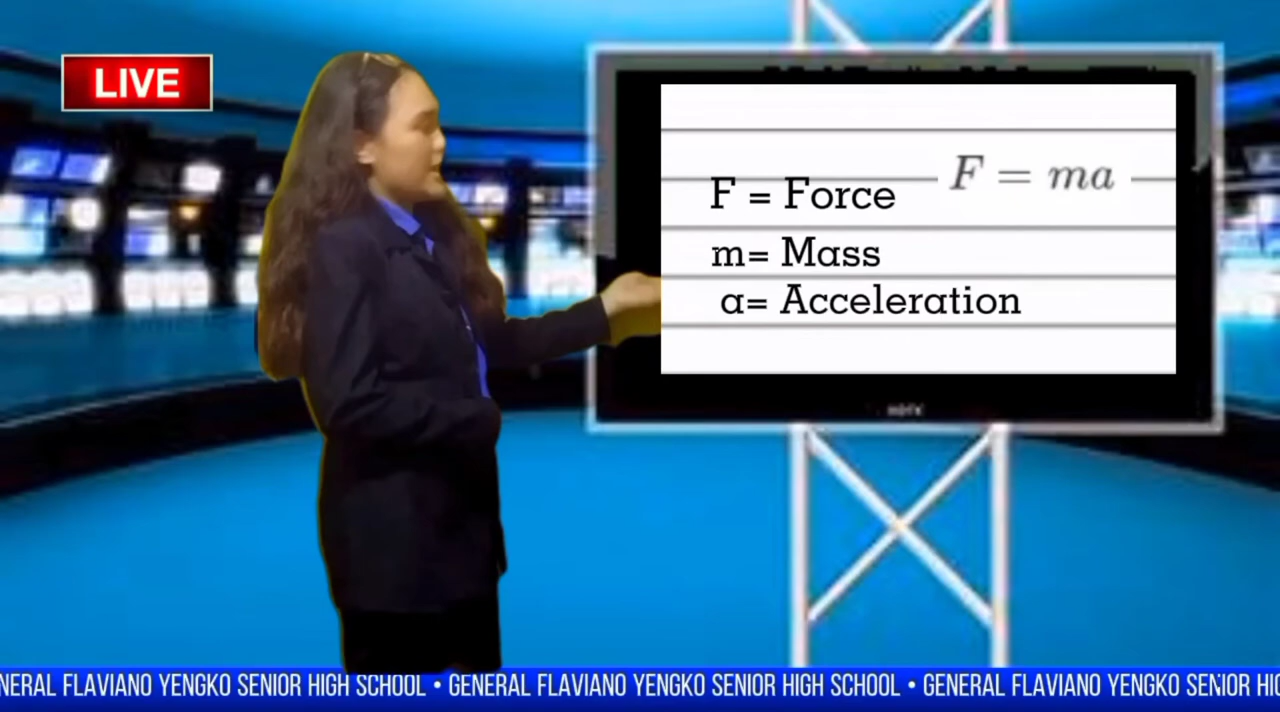 LIVE
F = ma
F = Force
m= Mass
a= Acceleration
NERAL FLAVIANO YENGKO SENIOR HIGH SCHOOL • GENERAL FLAVIANO YENGKO SENIOR HIGH SCHOOL • GENERAL FLAVIANO YENGKO SENIOR HIG